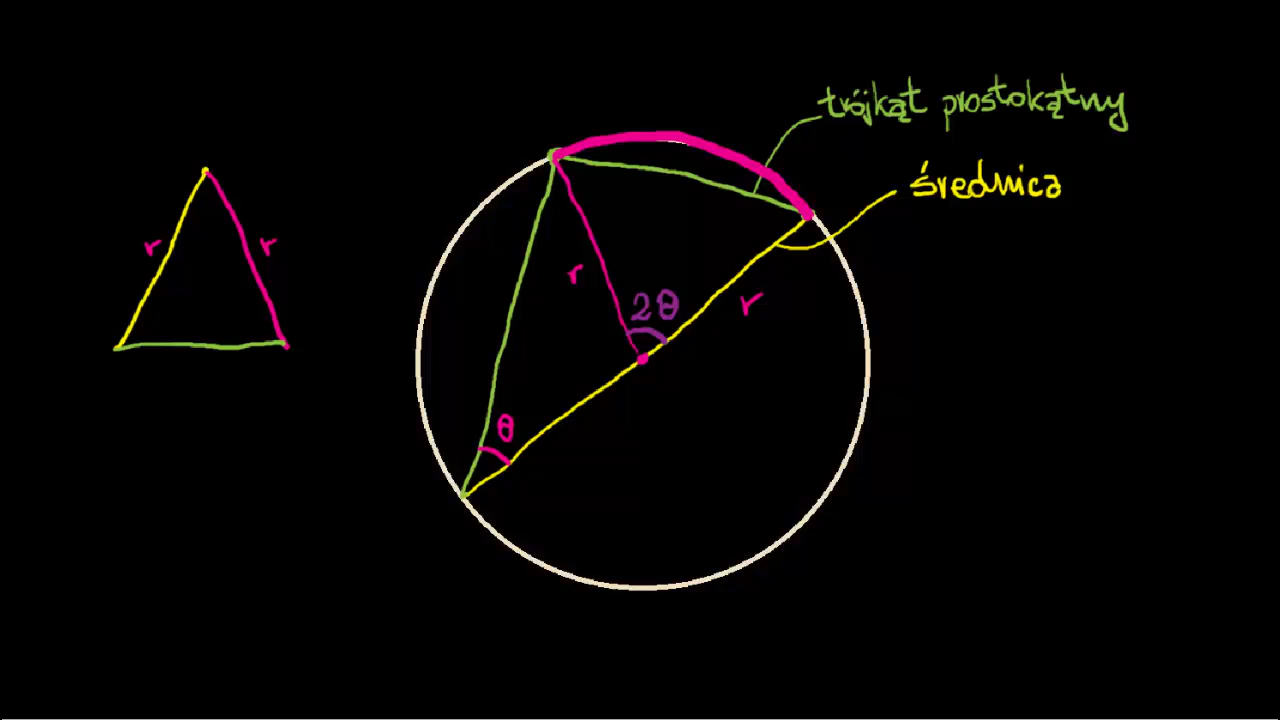 trójkąt prostokątny
średnica
r r
r
2θ
r
θ